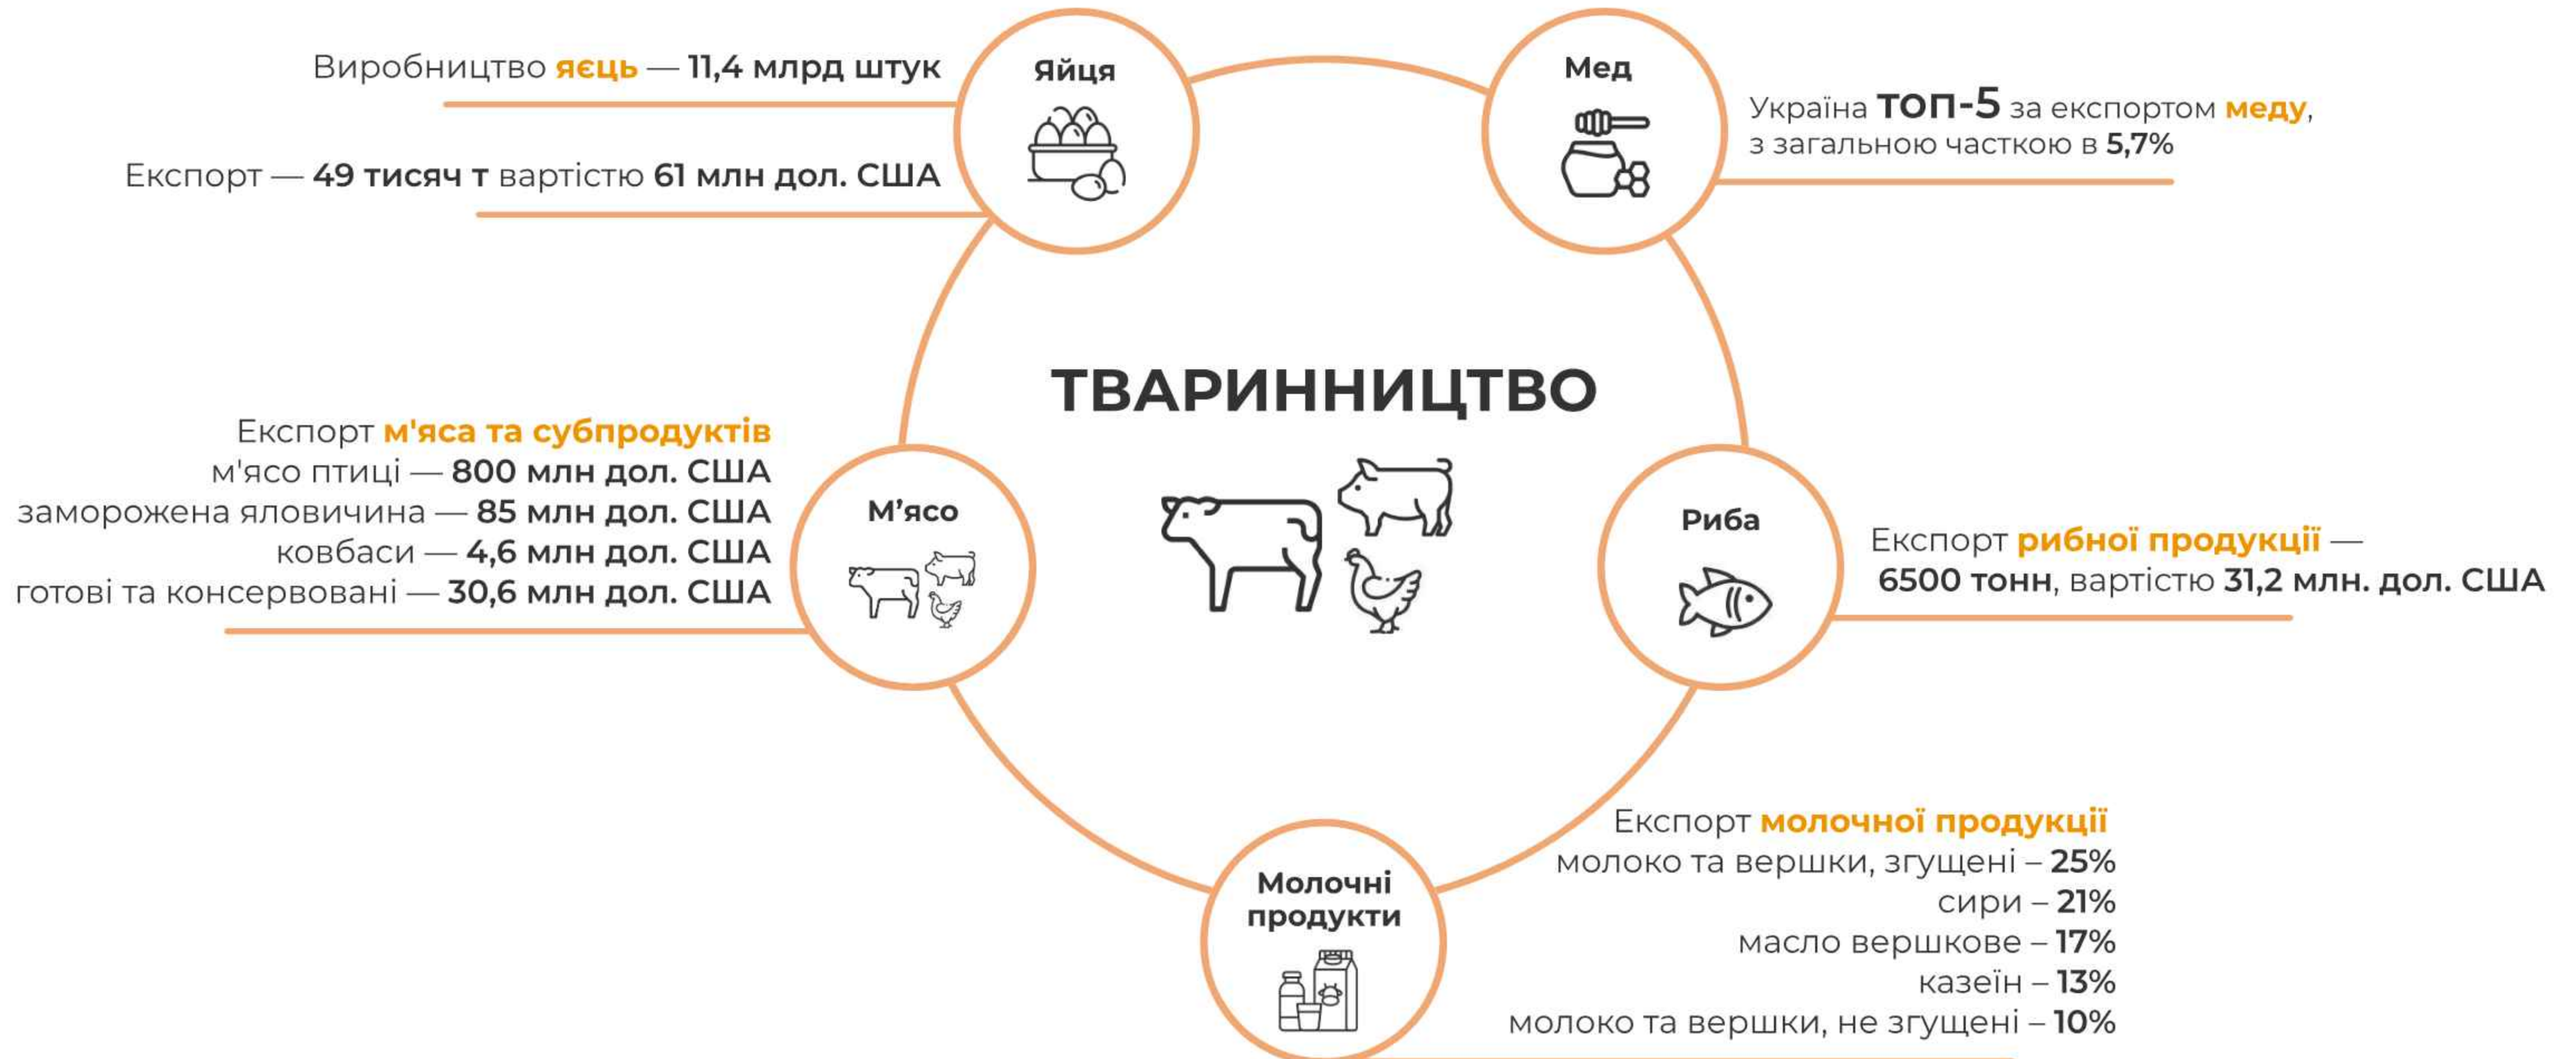 Виробництво яєць — 11,4 млрд штук
Експорт — 49 тисяч т вартістю 61 млн дол. США
Яйця
Мед
Україна ТОП-5 за експортом меду,
з загальною часткою в 5,7%
ТВАРИННИЦТВО
Експорт м'яса та субпродуктів
м'ясо птиці — 800 млн дол. США
заморожена яловичина — 85 млн дол. США
ковбаси — 4,6 млн дол. США
готові та консервовані — 30,6 млн дол. США
М’ясо
Риба
Експорт рибної продукції —
6500 тонн, вартістю 31,2 млн. дол. США
Молочні
продукти
Експорт молочної продукції
молоко та вершки, згущені – 25%
сири – 21%
масло вершкове – 17%
казеїн – 13%
молоко та вершки, не згущені – 10%